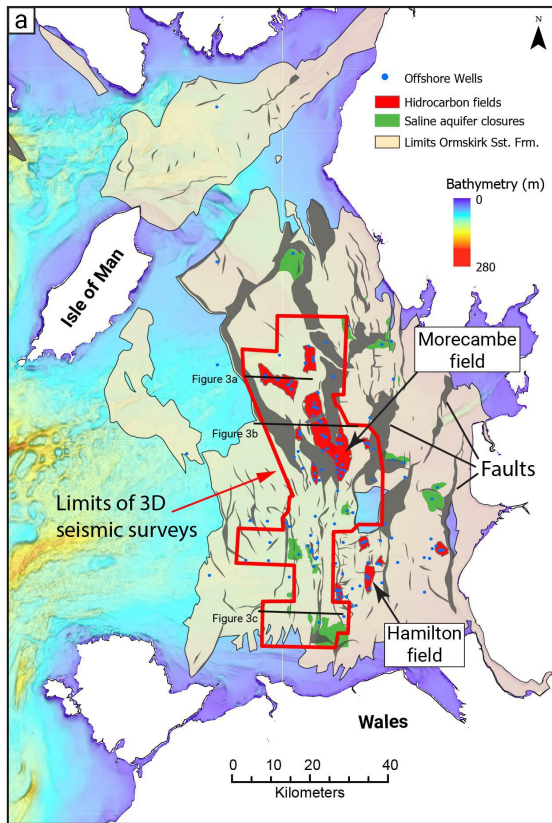 a
N
Offshore Wells
Hidrocarbon fields
Saline aquifer closures
Limits Ormskirk Sst. Frm.
Bathymetry (m)
0
280
Isle of Man
Morecambe
field
Figure 3a
Figure 3b
Faults
Limits of 3D
seismic surveys
Figure 3c
Hamilton
field
Wales
0 10 20 40
Kilometers